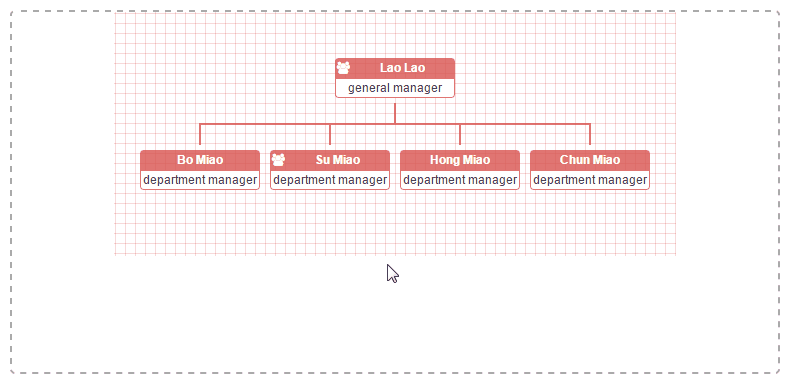 Lao Lao
general manager
Bo Miao
department manager
Su Miao
department manager
Hong Miao
department manager
Chun Miao
department manager